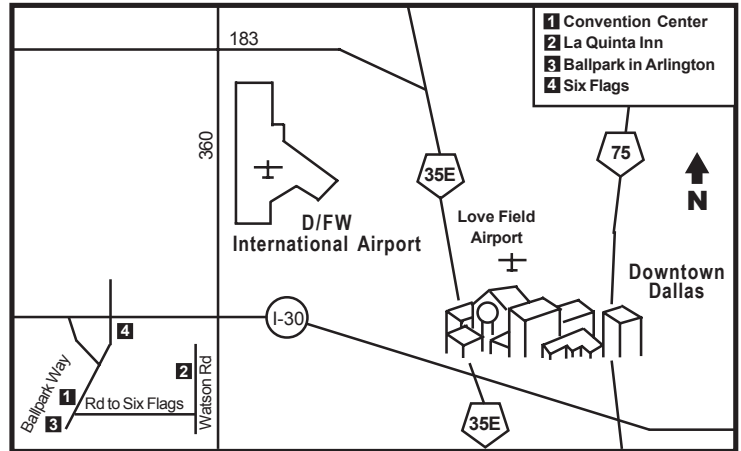 183
1 Convention Center
2 La Quinta Inn
3 Ballpark in Arlington
4 Six Flags
360
35E
75
N
Love Field
Airport
D/FW
International Airport
Downtown
Dallas
I-30
4
2
Ballpark Way
1
Rd to Six Flags
Watson Rd
3
35E